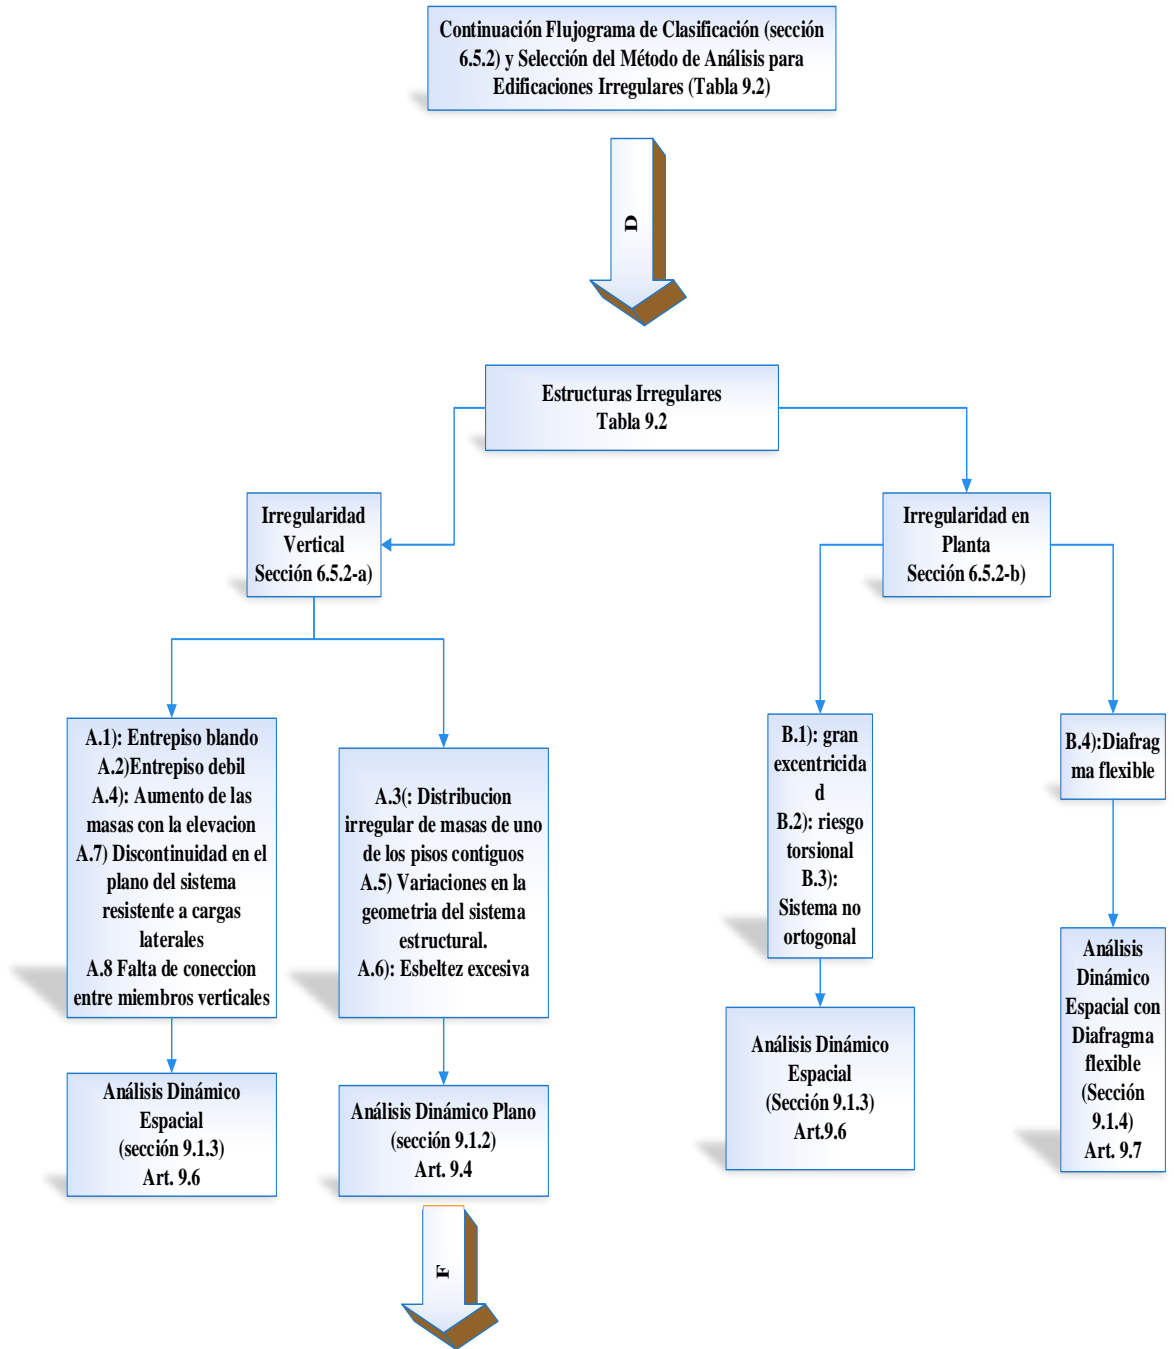 Continuación Flujograma de Clasificación (sección
6.5.2) y Selección del Método de Análisis para
Edificaciones Irregulares (Tabla 9.2)
D
Estructuras Irregulares
Tabla 9.2
Irregularidad
Vertical
Sección 6.5.2-a)
Irregularidad en
Planta
Sección 6.5.2-b)
A.1): Entrepiso blando
A.2)Entrepiso debil
A.4): Aumento de las
masas con la elevacion
A.7) Discontinuidad en el
plano del sistema
resistente a cargas
laterales
A.8 Falta de coneccion
entre miembros verticales
A.3(: Distribucion
irregular de masas de uno
de los pisos contiguos
A.5) Variaciones en la
geometria del sistema
estructural.
A.6): Esbeltez excesiva
B.1): gran
excentricida
d
B.2): riesgo
torsional
B.3):
Sistema no
ortogonal
B.4):Diafrag
ma flexible
Análisis Dinámico
Espacial
(sección 9.1.3)
Art. 9.6
Análisis Dinámico Plano
(sección 9.1.2)
Art. 9.4
Análisis Dinámico
Espacial
(Sección 9.1.3)
Art.9.6
Análisis
Dinámico
Espacial con
Diafragma
flexible
(Sección
9.1.4)
Art. 9.7
F